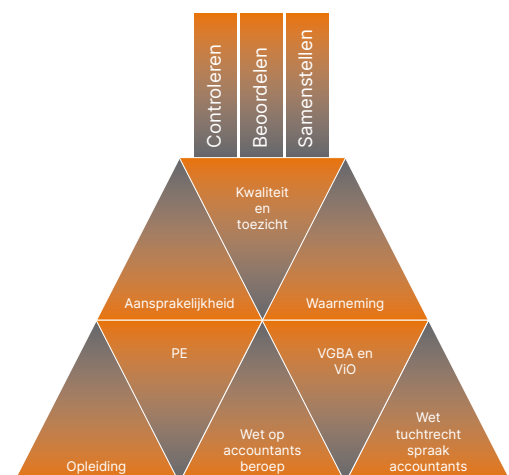 Controleren
Beoordelen
Samenstellen
Kwaliteit
en
toezicht
Aansprakelijkheid
Waarneming
PE
VGBA en
ViO
Opleiding
Wet op
accountants
beroep
Wet
tuchtrecht
spraak
accountants